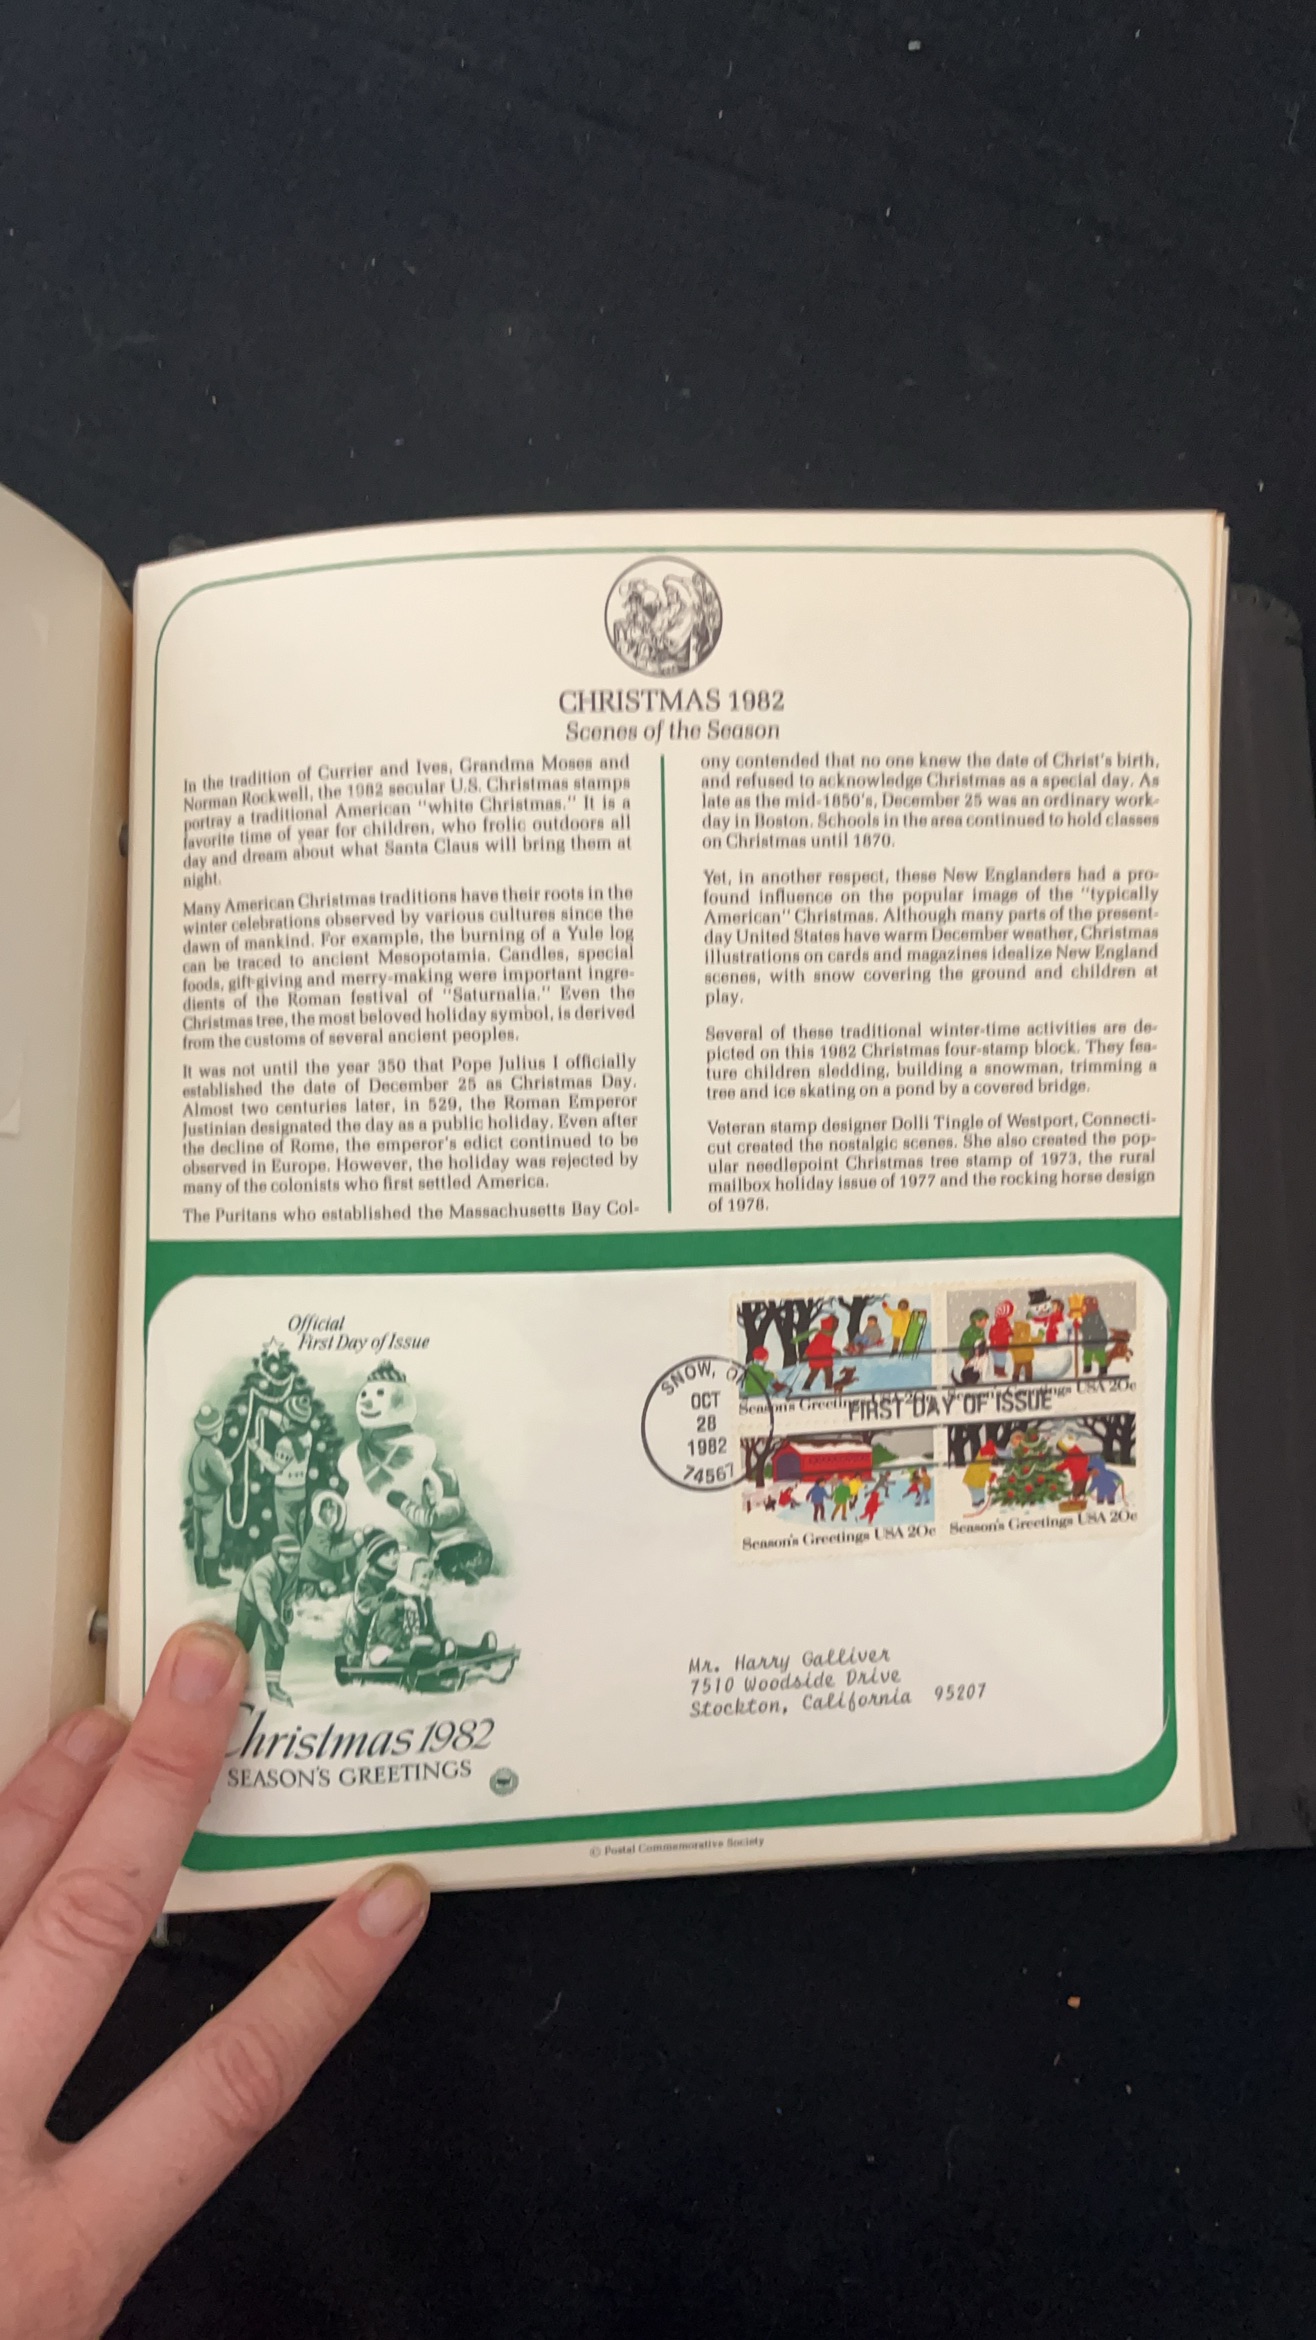 CHRISTMAS 1982
Scenes of the Season
In the tradition of Currier and Ives, Grandma Moses and
Norman Rockwell, the 1982 secular U.S. Christmas stamps
portray a traditional American "white Christmas." It is a
favorite time of year for children, who frolic outdoors all
day and dream about what Santa Claus will bring them at
night.
Many American Christmas traditions have their roots in the
winter celebrations observed by various cultures since the
dawn of mankind. For example, the burning of a Yule log
can be traced to ancient Mesopotamia. Candles, special
foods, gift-giving and merry-making were important ingre-
dients of the Roman festival of "Saturnalia." Even the
Christmas tree, the most beloved holiday symbol, is derived
from the customs of several ancient peoples.
It was not until the year 350 that Pope Julius I officially
established the date of December 25 as Christmas Day.
Almost two centuries later, in 529, the Roman Emperor
Justinian designated the day as a public holiday. Even after
the decline of Rome, the emperor's edict continued to be
observed in Europe. However, the holiday was rejected by
many of the colonists who first settled America.
The Puritans who established the Massachusetts Bay Col-
ony contended that no one knew the date of Christ's birth,
and refused to acknowledge Christmas as a special day. As
late as the mid-1850's, December 25 was an ordinary work-
day in Boston. Schools in the area continued to hold classes
on Christmas until 1870.
Yet, in another respect, these New Englanders had a pro-
found influence on the popular image of the "typically
American" Christmas. Although many parts of the present-
day United States have warm December weather, Christmas
illustrations on cards and magazines idealize New England
scenes, with snow covering the ground and children at
play.
Several of these traditional winter-time activities are de-
picted on this 1982 Christmas four-stamp block. They fea-
ture children sledding, building a snowman, trimming a
tree and ice skating on a pond by a covered bridge.
Veteran stamp designer Dolli Tingle of Westport, Connecti-
cut created the nostalgic scenes. She also created the pop-
ular needlepoint Christmas tree stamp of 1973, the rural
mailbox holiday issue of 1977 and the rocking horse design
of 1978.
Official
First Day of Issue
SNOW, OK
OCT
28
1982
74567
Season's Greetings USA 20c
Season's Greetings USA 20c
FIRST DAY OF ISSUE
Season's Greetings USA 20c
Season's Greetings USA 20c
Mr. Harry Galliver
7510 Woodside Drive
Stockton, California 95207
Christmas 1982
SEASON'S GREETINGS
© Postal Commemorative Society